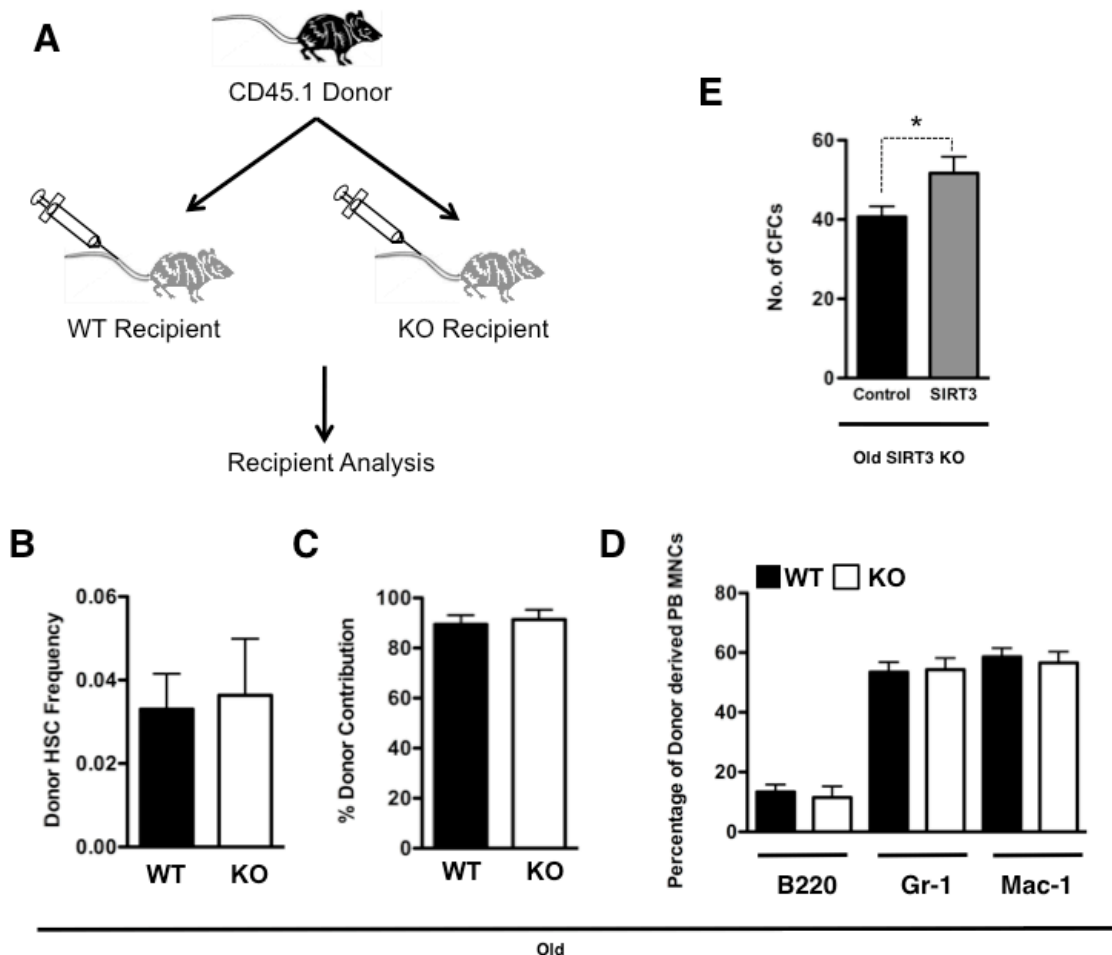 A
CD45.1 Donor
WT Recipient
KO Recipient
Recipient Analysis
E
*
No. of CFCs
60
40
20
0
Control
SIRT3
Old SIRT3 KO
B
Donor HSC Frequency
0.06
0.04
0.02
0.00
WT
KO
C
% Donor Contribution
100
80
60
40
20
0
WT
KO
D
Percentage of Donor derived PB MNCs
WT
KO
80
60
40
20
0
B220
Gr-1
Mac-1
Old